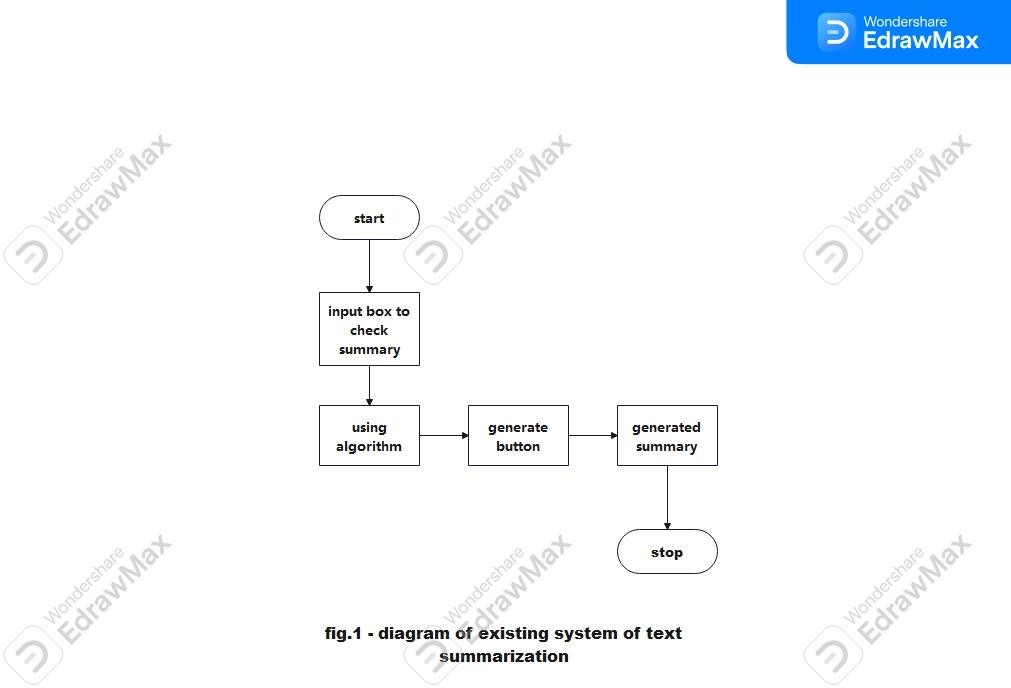 Wondershare
EdrawMax
Wondershare
EdrawMax
Wondershare
EdrawMax
Wondershare
EdrawMax
start
input box to
check
summary
using
algorithm
generate
button
generated
summary
stop
Wondershare
EdrawMax
Wondershare
EdrawMax
Wondershare
EdrawMax
fig.1 - diagram of existing system of text
summarization